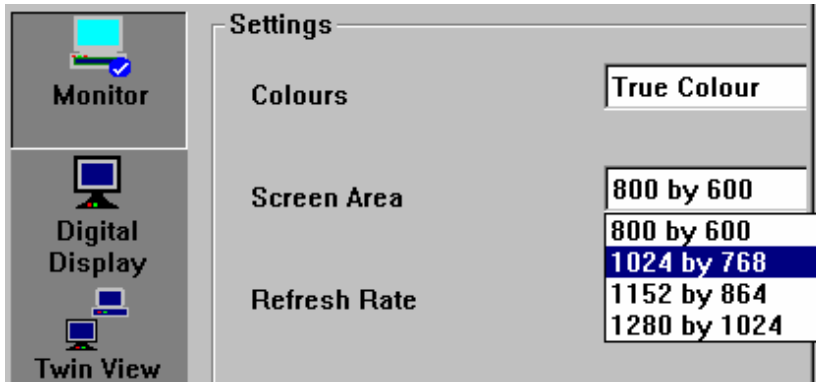 Monitor
Digital
Display
Twin View
Settings
Colours
True Colour
Screen Area
800 by 600
800 by 600
1024 by 768
1152 by 864
1280 by 1024
Refresh Rate